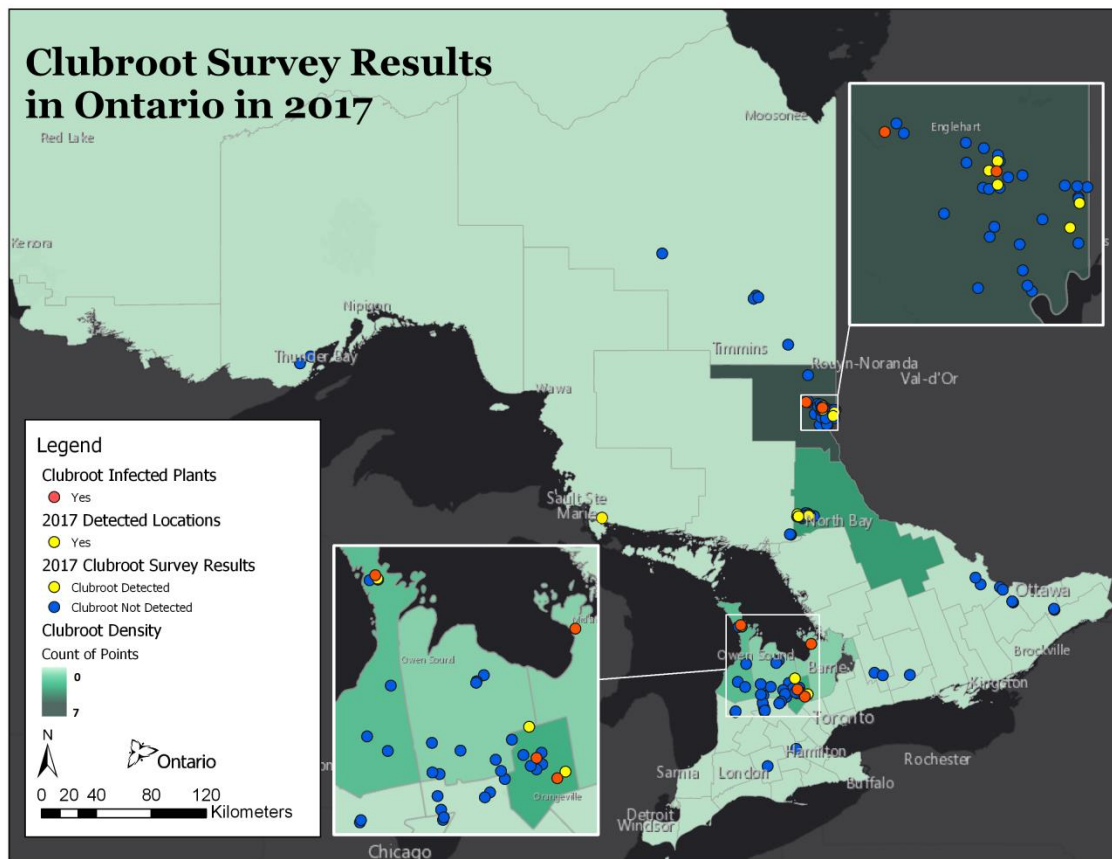 Clubroot Survey Results
in Ontario in 2017
Red Lake
Moosonee
Englehart
Kenora
Nipigon
Thunder Bay
Timmins
Rouyn-Noranda
Val-d'Or
Wawa
Legend
Clubroot Infected Plants
Yes
2017 Detected Locations
Yes
2017 Clubroot Survey Results
Clubroot Detected
Clubroot Not Detected
Clubroot Density
Count of Points
0
7
N
Ontario
0 20 40 60 80 120
Kilometers
Sault Ste
Marie
North Bay
Ottawa
Brockville
Kingston
Owen Sound
Barrie
Toronto
Hamilton
Rochester
Buffalo
London
Sarnia
Detroit
Windsor
Owen Sound
Orangeville
Chicago